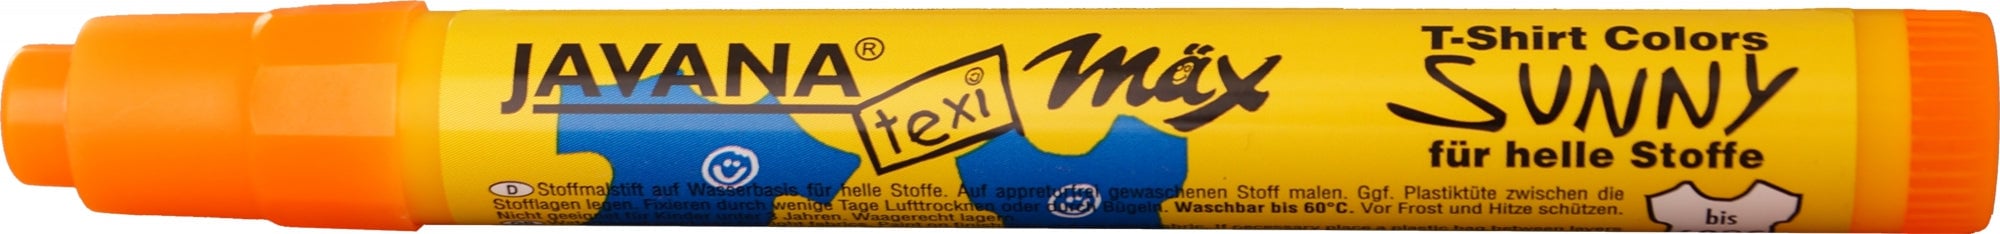 JAVANA®
texi
mäx
T-Shirt Colors
SUNNY
für helle Stoffe
D Stoffmalstift auf Wasserbasis für helle Stoffe. Auf appreturfrei gewaschenen Stoff malen. Ggf. Plastiktüte zwischen die
Stofflagen legen. Fixieren durch wenige Tage Lufttrocknen oder durch Bügeln. Waschbar bis 60°C. Vor Frost und Hitze schützen.
Nicht geeignet für Kinder unter 3 Jahren. Waagerecht lagern.
bis